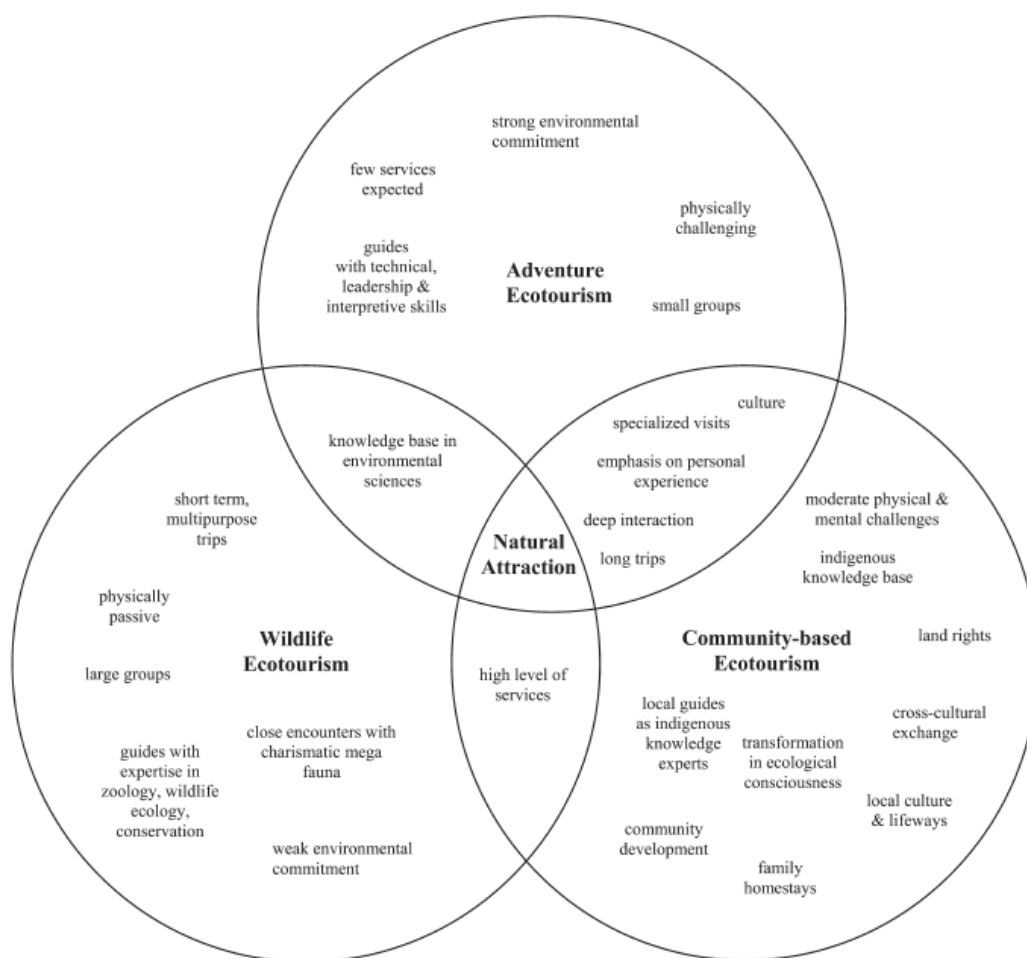 strong environmental
commitment
few services
expected
physically
challenging
guides
with technical,
leadership &
interpretive skills
Adventure
Ecotourism
small groups
culture
specialized visits
knowledge base in
environmental
sciences
emphasis on personal
experience
short term,
multipurpose
trips
moderate physical &
mental challenges
deep interaction
Natural
Attraction
long trips
indigenous
knowledge base
physically
passive
Wildlife
Ecotourism
Community-based
Ecotourism
land rights
large groups
high level of
services
local guides
as indigenous
knowledge
experts
cross-cultural
exchange
close encounters with
charismatic mega
fauna
transformation
in ecological
consciousness
guides with
expertise in
zoology, wildlife
ecology,
conservation
local culture
& lifeways
community
development
weak environmental
commitment
family
homestays